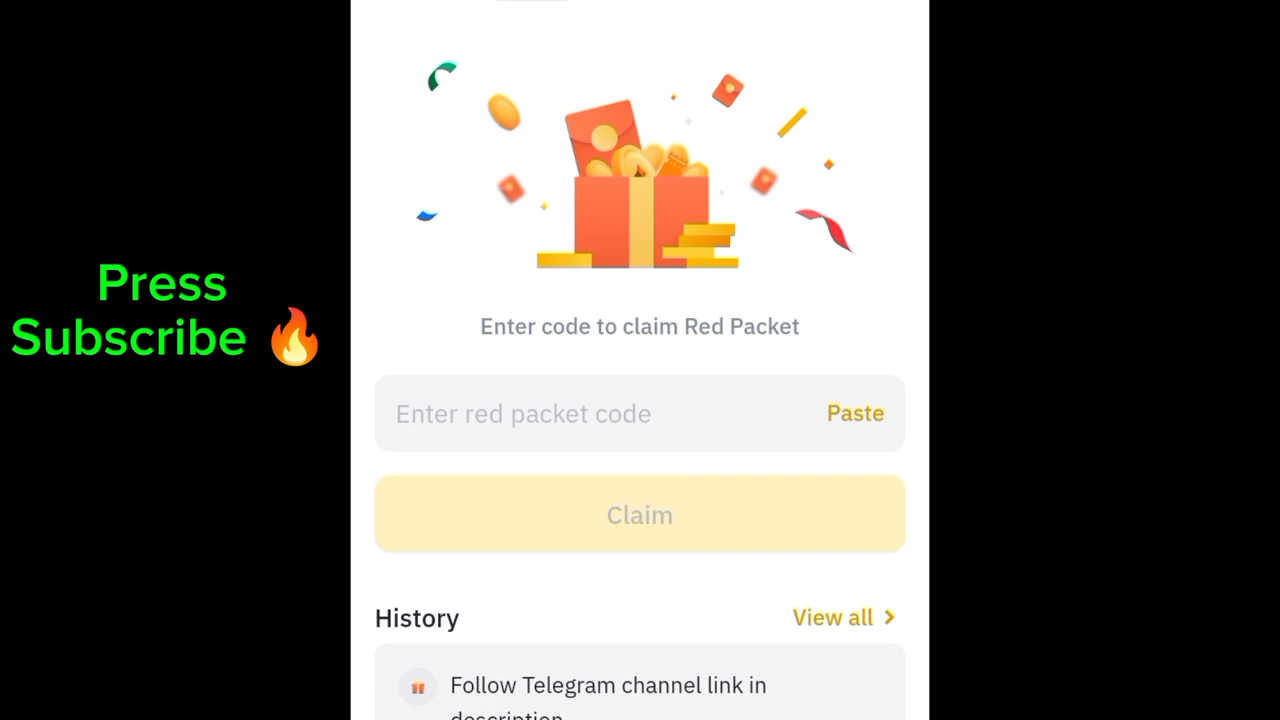 Press
Subscribe 🔥
Enter code to claim Red Packet
Enter red packet code Paste
Claim
History View all >
Follow Telegram channel link in
description